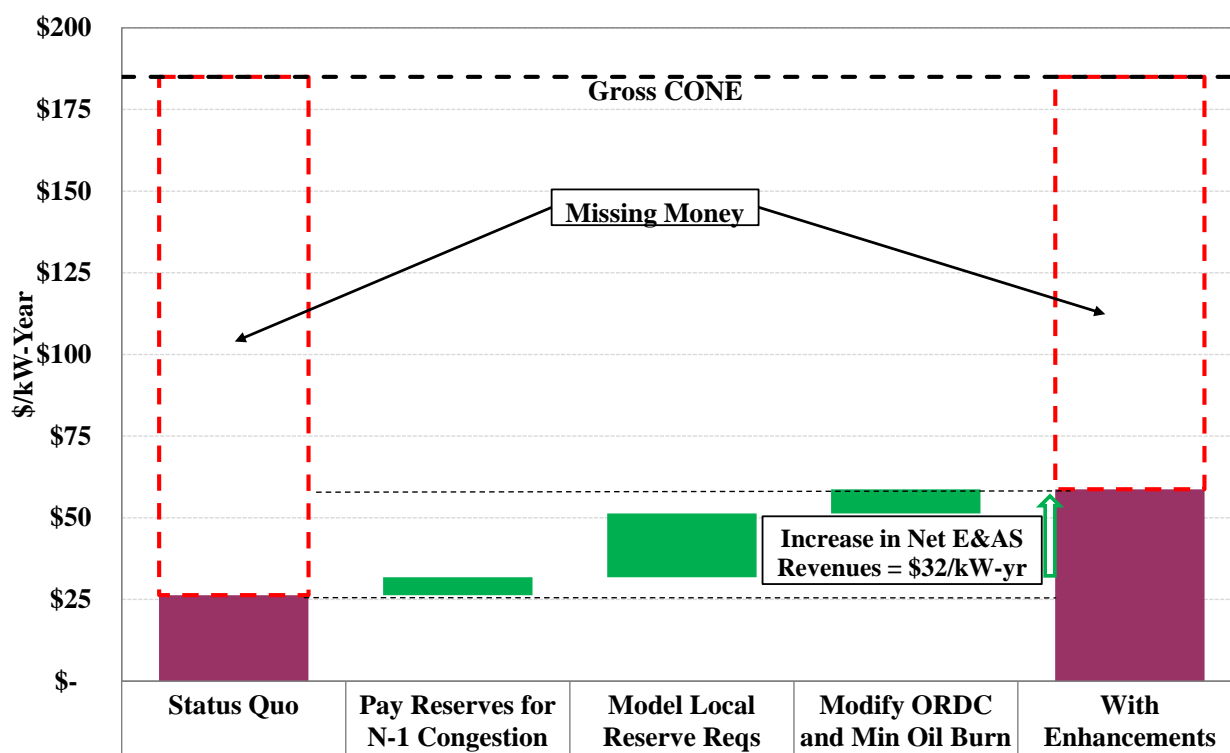 $200
Gross CONE
$175
$150
Missing Money
$125
$100
$/kW-Year
$75
$50
Increase in Net E&AS
Revenues = $32/kW-yr
$25
$-
Status Quo
Pay Reserves for
N-1 Congestion
Model Local
Reserve Reqs
Modify ORDC
and Min Oil Burn
With
Enhancements